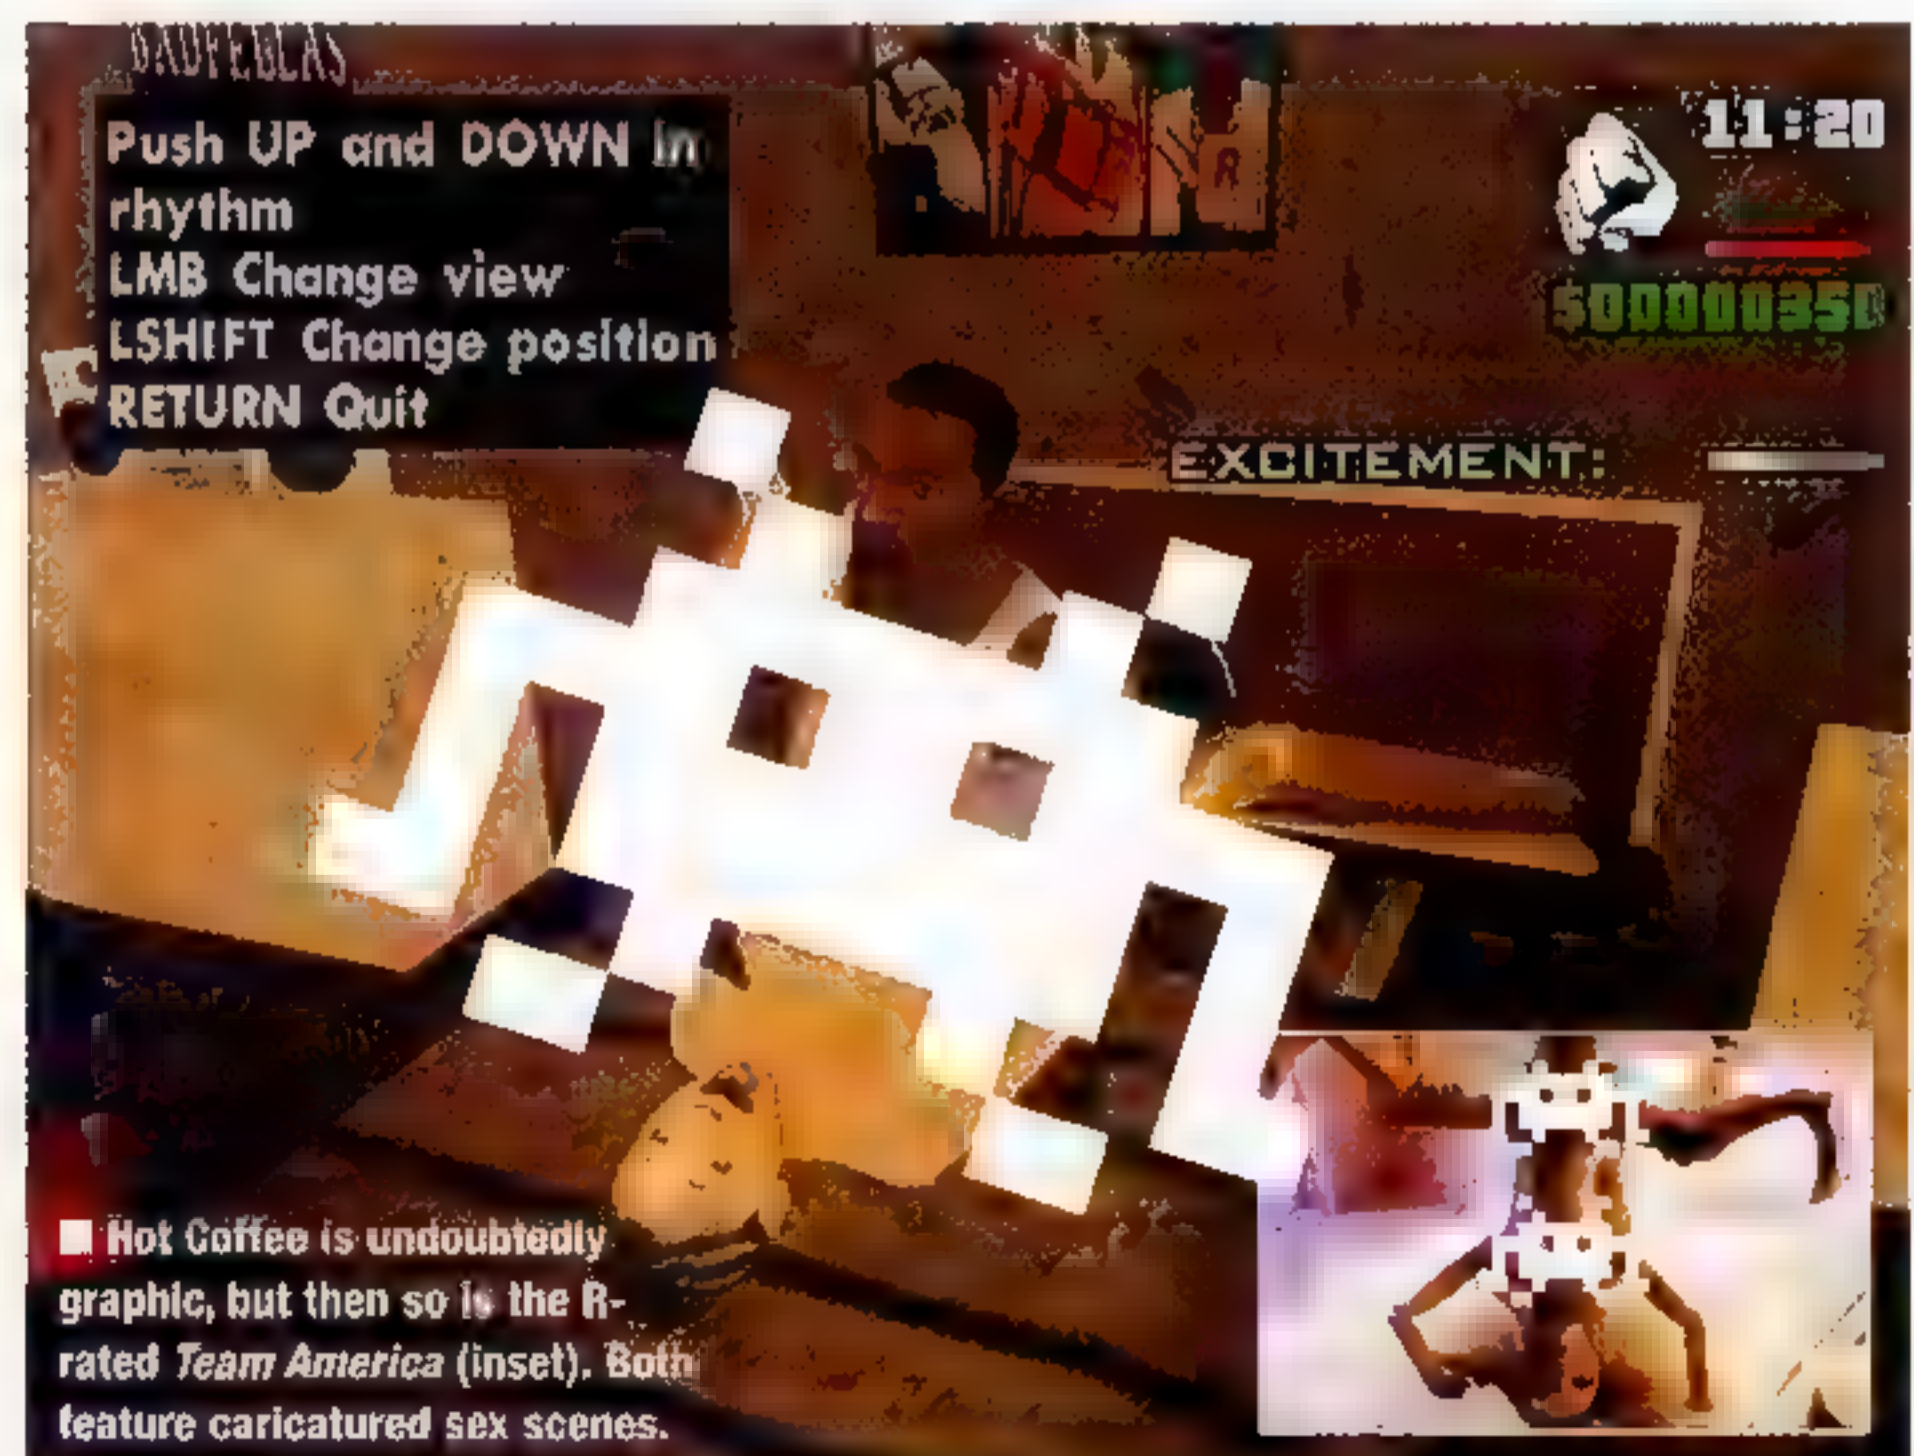 Push UP and DOWN in
rhythm
LMB Change view
LSHIFT Change position
RETURN Quit
11:20
EXCITEMENT:
R
■ Hot Coffee is undoubtedly
graphic, but then so is the R-
rated Team America (inset). Both
feature caricatured sex scenes.